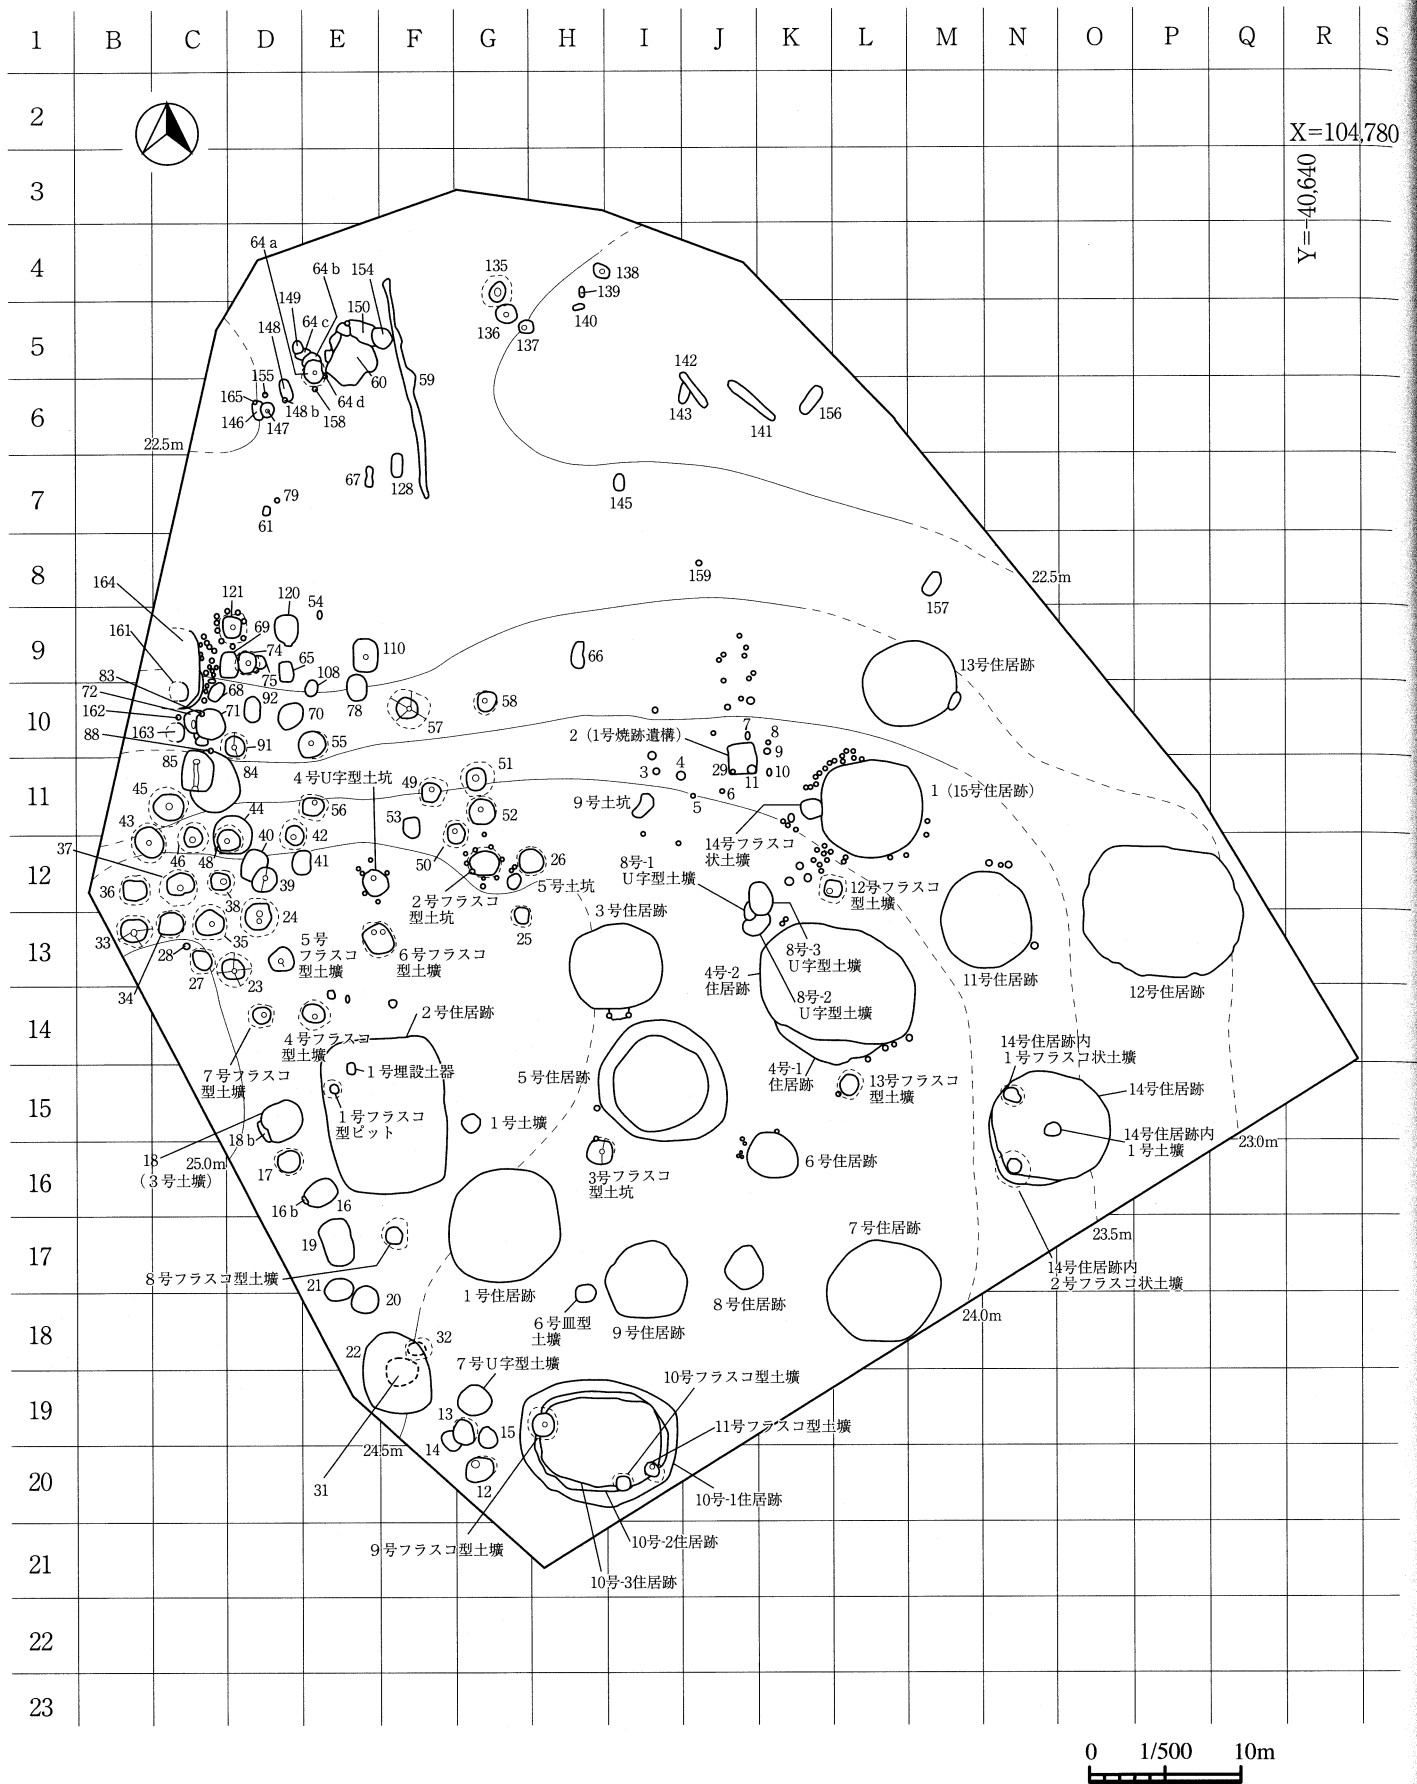 1 B C D E F G H I J K L M N O P Q R S
2
X=104,780
3
Y=-40,640
4
64 a
64 b 154
135
138
149
150
139
148
64 c
136
140
5
137
155
60
59
142
165
148 b
64 d
6
146
147
158
143
141
156
22.5m
67
128
7
79
145
61
8
159
22.5m
164
121
120
54
157
161
69
9
74
65
110
66
13号住居跡
83
75
108
72
68
92
162
71
10
70
78
58
57
7
163
2（1号焼跡遺構）
8
88
91
55
9
85
84
4号U字型土坑
51
4
3
29
11
10
49
45
11
44
56
9号土坑
6
1（15号住居跡）
53
52
5
43
40
42
14号フラスコ
状土壙
37
46
48
41
50
26
8号-1
U字型土壙
12
36
39
5号土坑
12号フラスコ
型土壙
38
2号フラスコ
型土坑
24
3号住居跡
25
33
35
5号
フラスコ
型土壙
6号フラスコ
型土壙
8号-3
U字型土壙
13
28
4号-2
住居跡
11号住居跡
27
23
12号住居跡
34
8号-2
U字型土壙
2号住居跡
14
4号フラスコ
型土壙
14号住居跡内
1号フラスコ状土壙
7号フラスコ
型土壙
1号埋設土器
5号住居跡
4号-1
住居跡
13号フラスコ
型土壙
14号住居跡
15
1号フラスコ
型ピット
1号土壙
18 b
14号住居跡内
1号土壙
23.0m
18
（3号土壙）
25.0m
17
6号住居跡
16
3号フラスコ
型土坑
16 b
16
7号住居跡
23.5m
19
17
8号フラスコ型土壙
14号住居跡内
2号フラスコ状土壙
21
20
1号住居跡
8号住居跡
24.0m
6号皿型
土壙
9号住居跡
18
22
32
7号U字型土壙
10号フラスコ型土壙
19
13
15
11号フラスコ型土壙
14
24.5m
20
31
12
10号-1住居跡
10号-2住居跡
9号フラスコ型土壙
21
10号-3住居跡
22
23
0 1/500 10m